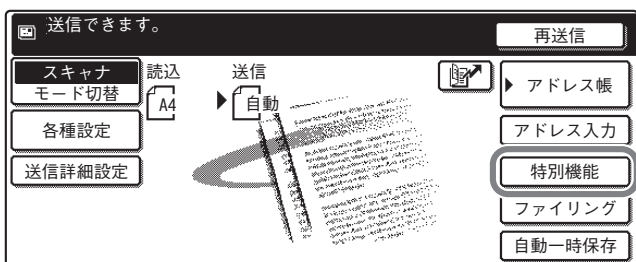 送信できます。
再送信
スキャナ
モード切替
読込
A4
送信
自動
アドレス帳
各種設定
アドレス入力
送信詳細設定
特別機能
ファイリング
自動一時保存